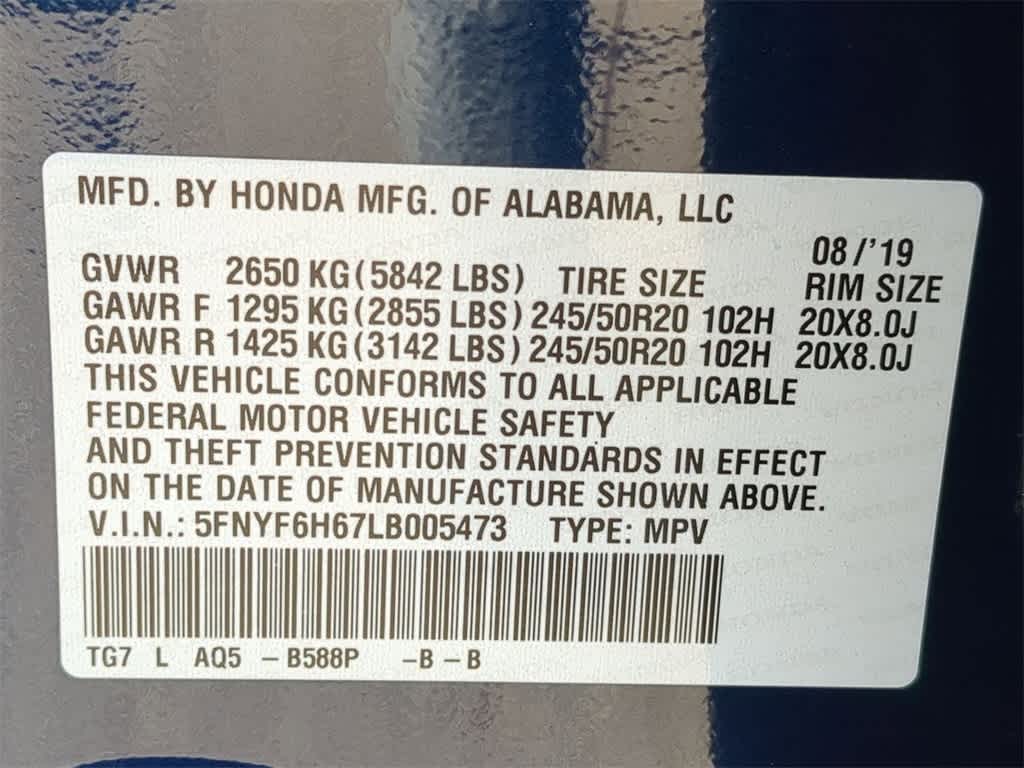 MFD. BY HONDA MFG. OF ALABAMA, LLC
08/'19
GVWR 2650 KG(5842 LBS) TIRE SIZE RIM SIZE
GAWR F 1295 KG(2855 LBS) 245/50R20 102H 20X8.0J
GAWR R 1425 KG(3142 LBS) 245/50R20 102H 20X8.0J
THIS VEHICLE CONFORMS TO ALL APPLICABLE
FEDERAL MOTOR VEHICLE SAFETY
AND THEFT PREVENTION STANDARDS IN EFFECT
ON THE DATE OF MANUFACTURE SHOWN ABOVE.
V.I.N.: 5FNYF6H67LB005473 TYPE: MPV
TG7 L AQ5 -B588P -B -B